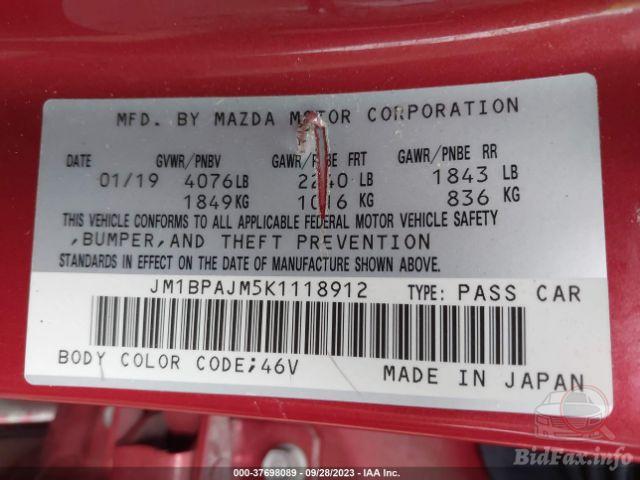 MFD. BY MAZDA MOTOR CORPORATION
DATE GVWR/PNBV GAWR/PNBE FRT GAWR/PNBE RR
01/19 4076LB 2240 LB 1843 LB
1849KG 1016 KG 836 KG
THIS VEHICLE CONFORMS TO ALL APPLICABLE FEDERAL MOTOR VEHICLE SAFETY
,BUMPER,AND THEFT PREVENTION
STANDARDS IN EFFECT ON THE DATE OF MANUFACTURE SHOWN ABOVE.
JM1BPAJM5K1118912 TYPE: PASS CAR
BODY COLOR CODE;46V MADE IN JAPAN
BidFax.info
000-37698089 - 09/28/2023 - IAA Inc.